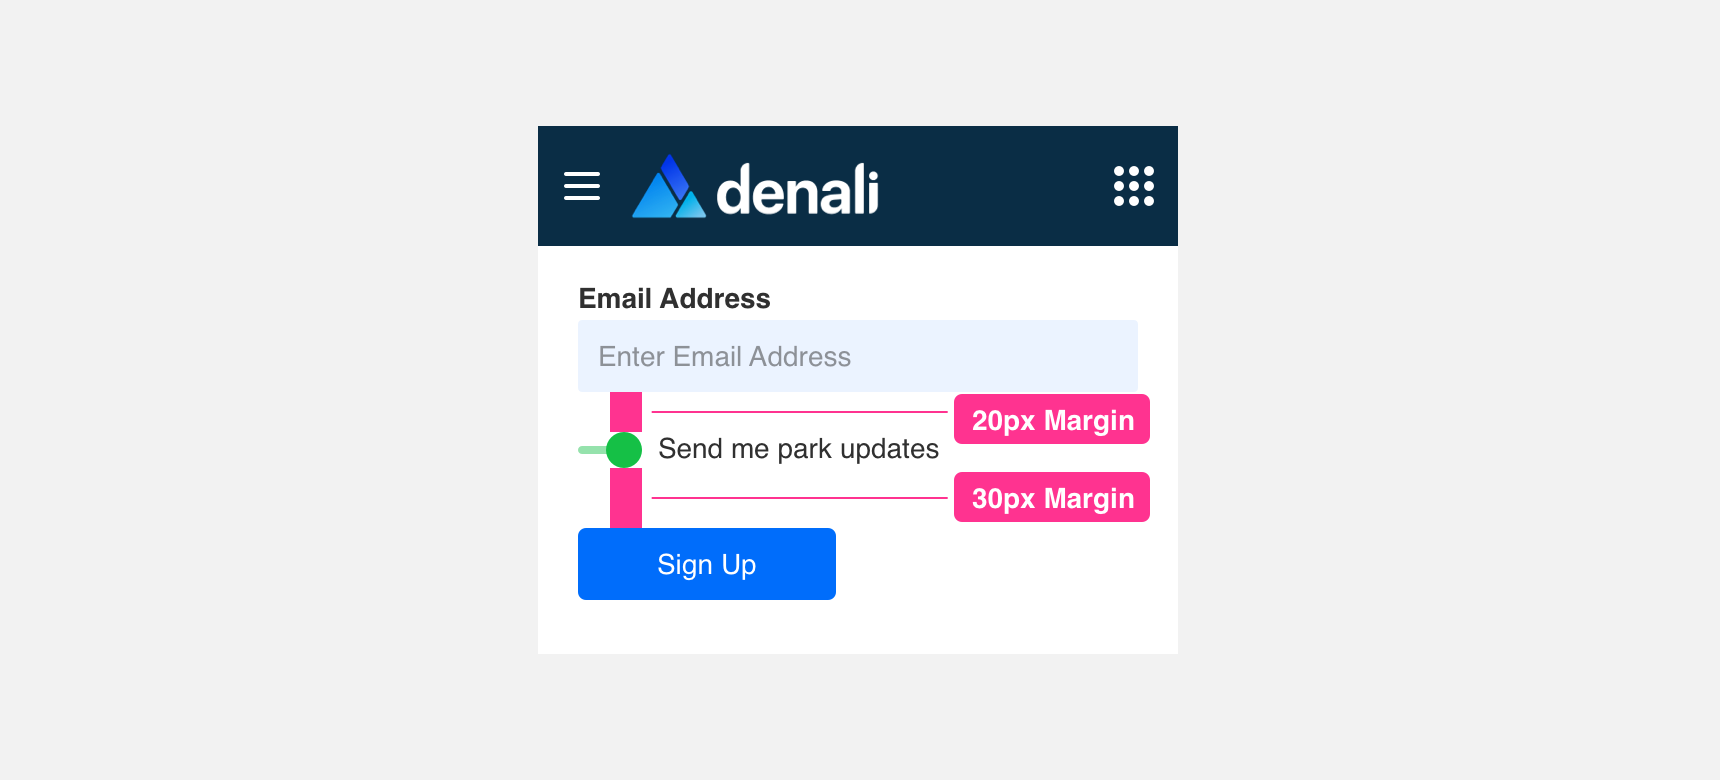 denali
Email Address
Enter Email Address
20px Margin
Send me park updates
30px Margin
Sign Up